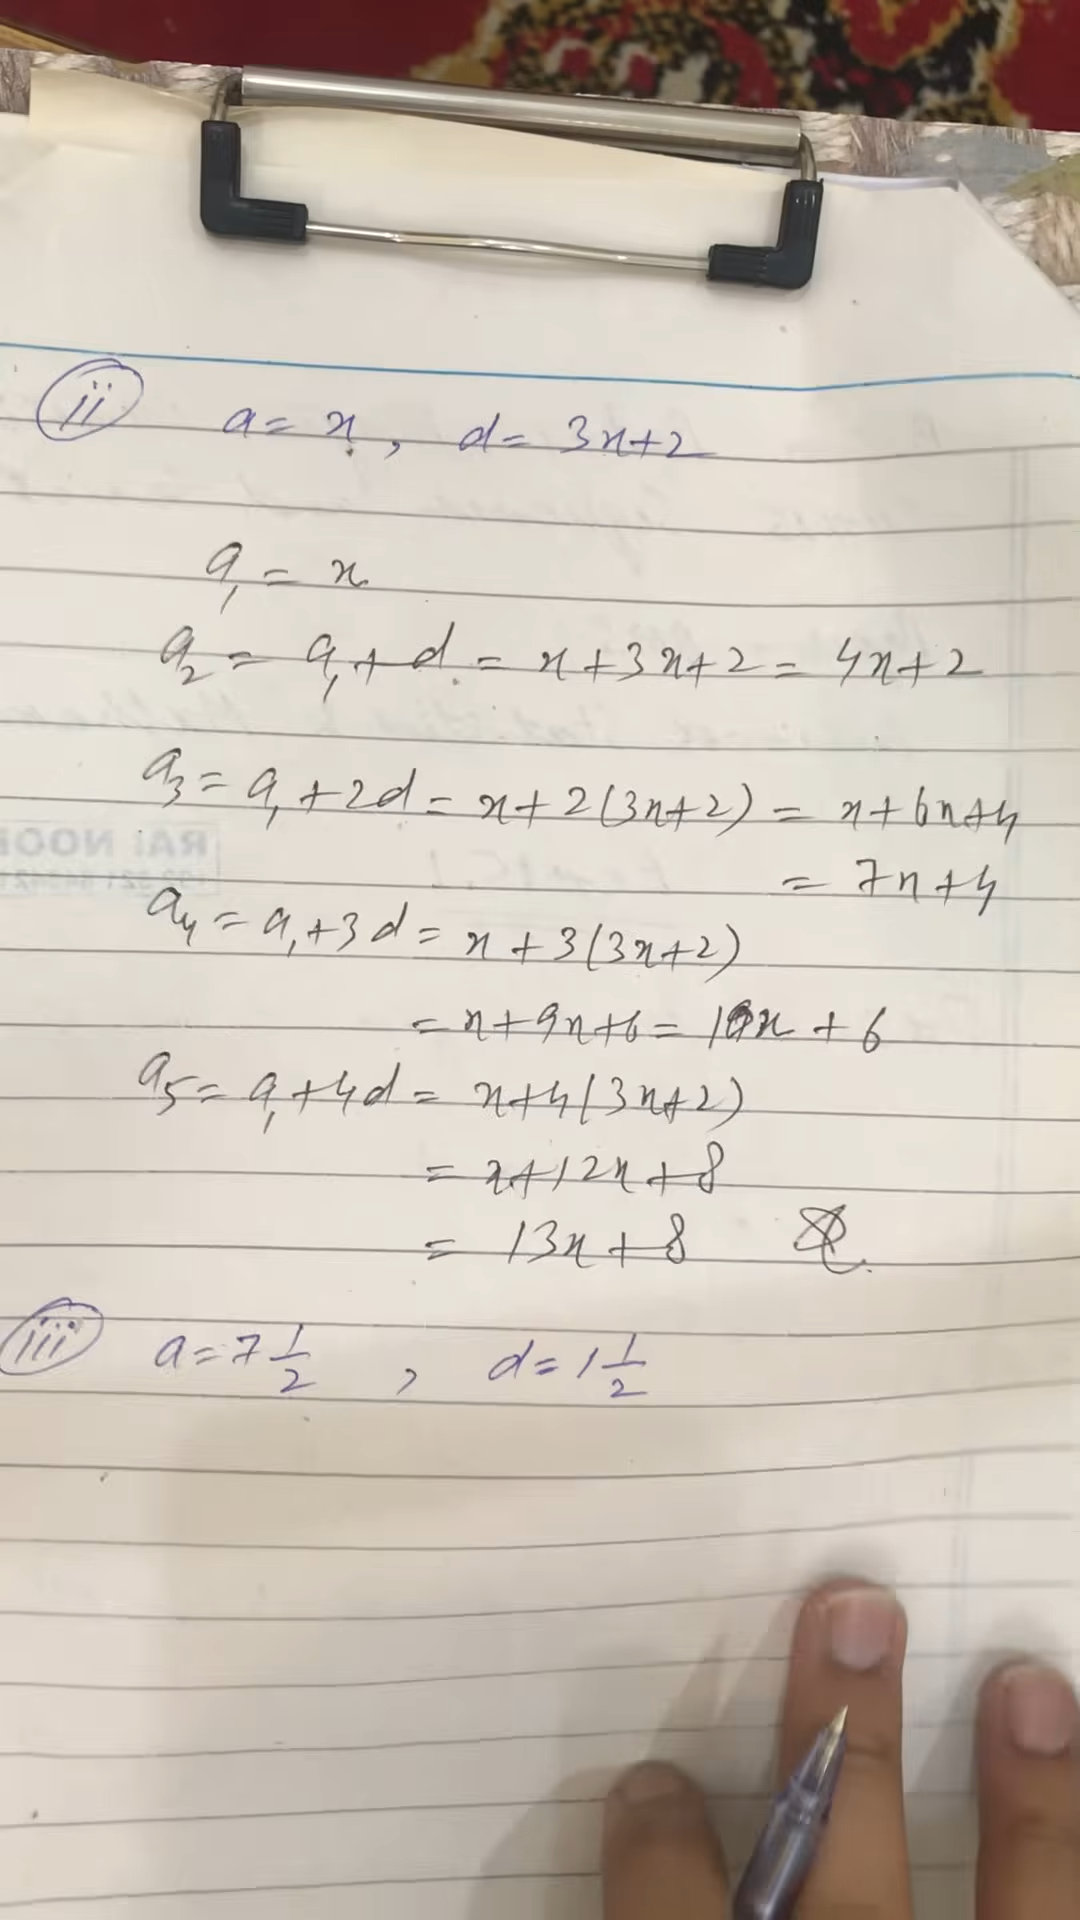 ii a = x, d = 3x+2
a₁ = x
a₂ = a₁ + d = x + 3x + 2 = 4x + 2
a₃ = a₁ + 2d = x + 2(3x+2) = x + 6x + 4
= 7x + 4
a₄ = a₁ + 3d = x + 3(3x+2)
= x + 9x + 6 = 10x + 6
a₅ = a₁ + 4d = x + 4(3x+2)
= x + 12x + 8
= 13x + 8
iii a = 7 1/2 , d = 1 1/2